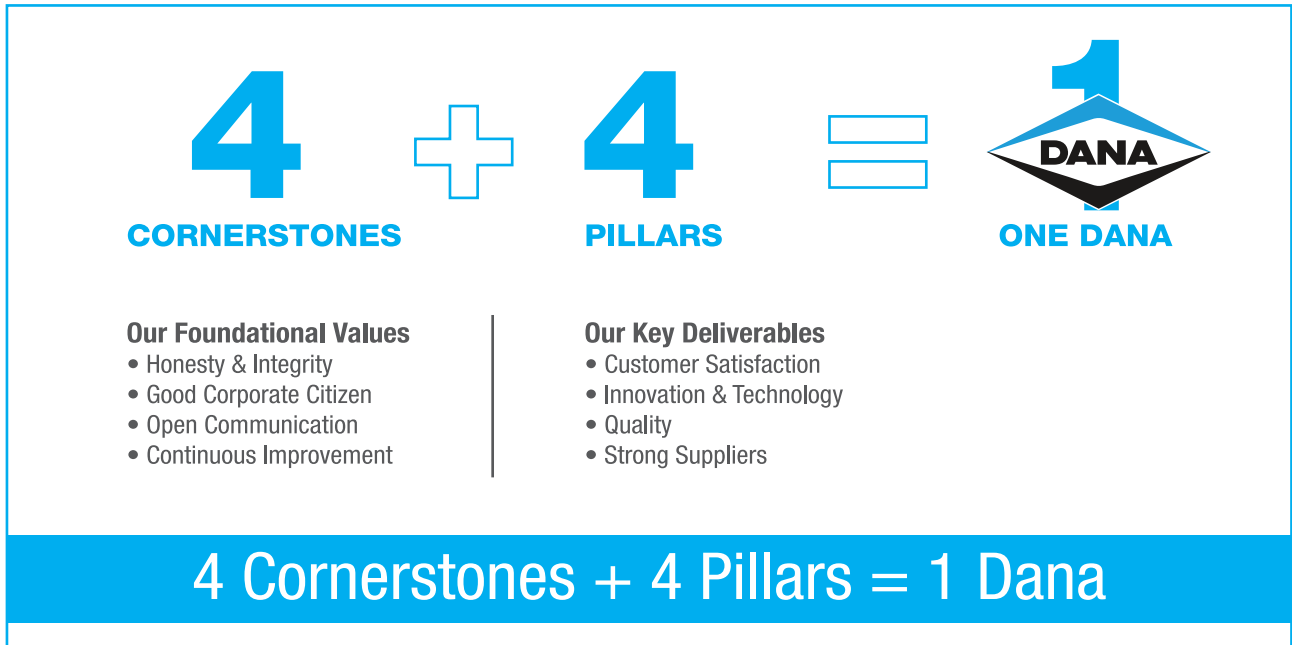 4 + 4 = 1
DANA
CORNERSTONES
PILLARS
ONE DANA
Our Foundational Values
• Honesty & Integrity
• Good Corporate Citizen
• Open Communication
• Continuous Improvement
Our Key Deliverables
• Customer Satisfaction
• Innovation & Technology
• Quality
• Strong Suppliers
4 Cornerstones + 4 Pillars = 1 Dana